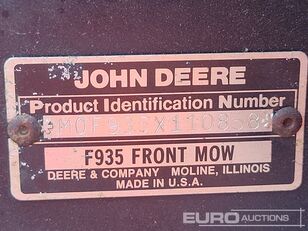 JOHN DEERE
Product Identification Number
F935 FRONT MOW
DEERE & COMPANY MOLINE, ILLINOIS
MADE IN U.S.A.
EURO AUCTIONS